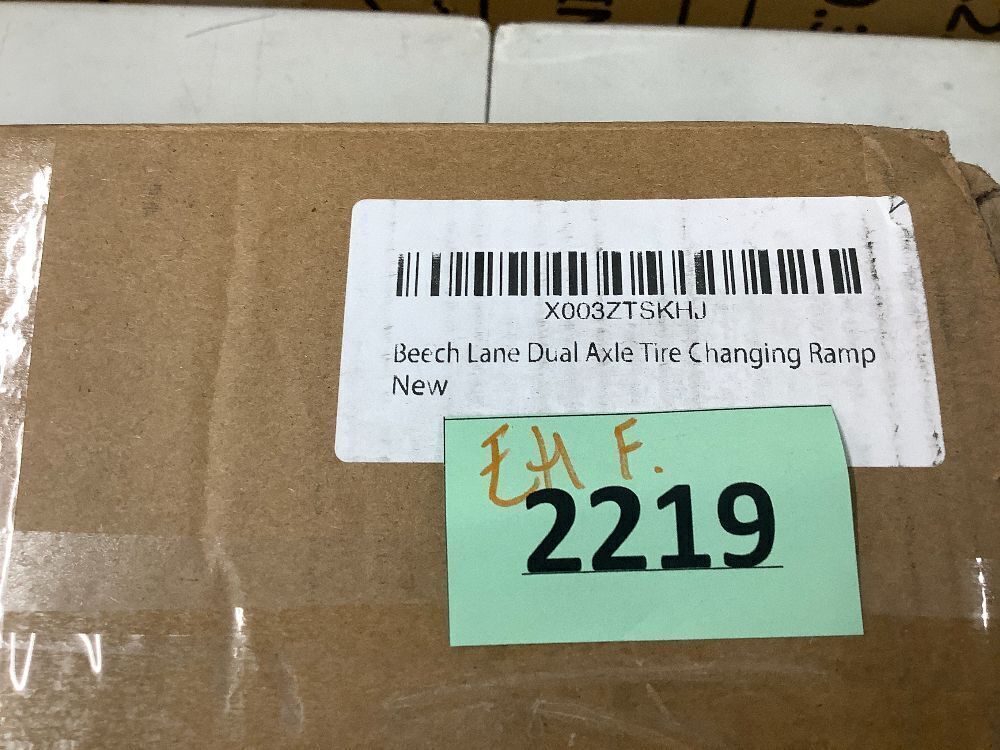 X003ZTSKHJ
Beech Lane Dual Axle Tire Changing Ramp
New
EH F.
2219